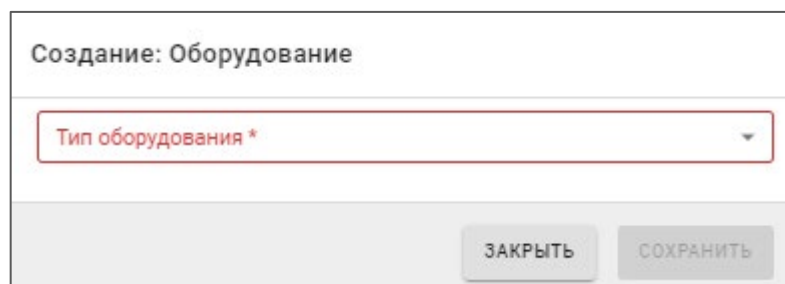 Создание: Оборудование
Тип оборудования *
ЗАКРЫТЬ СОХРАНИТЬ